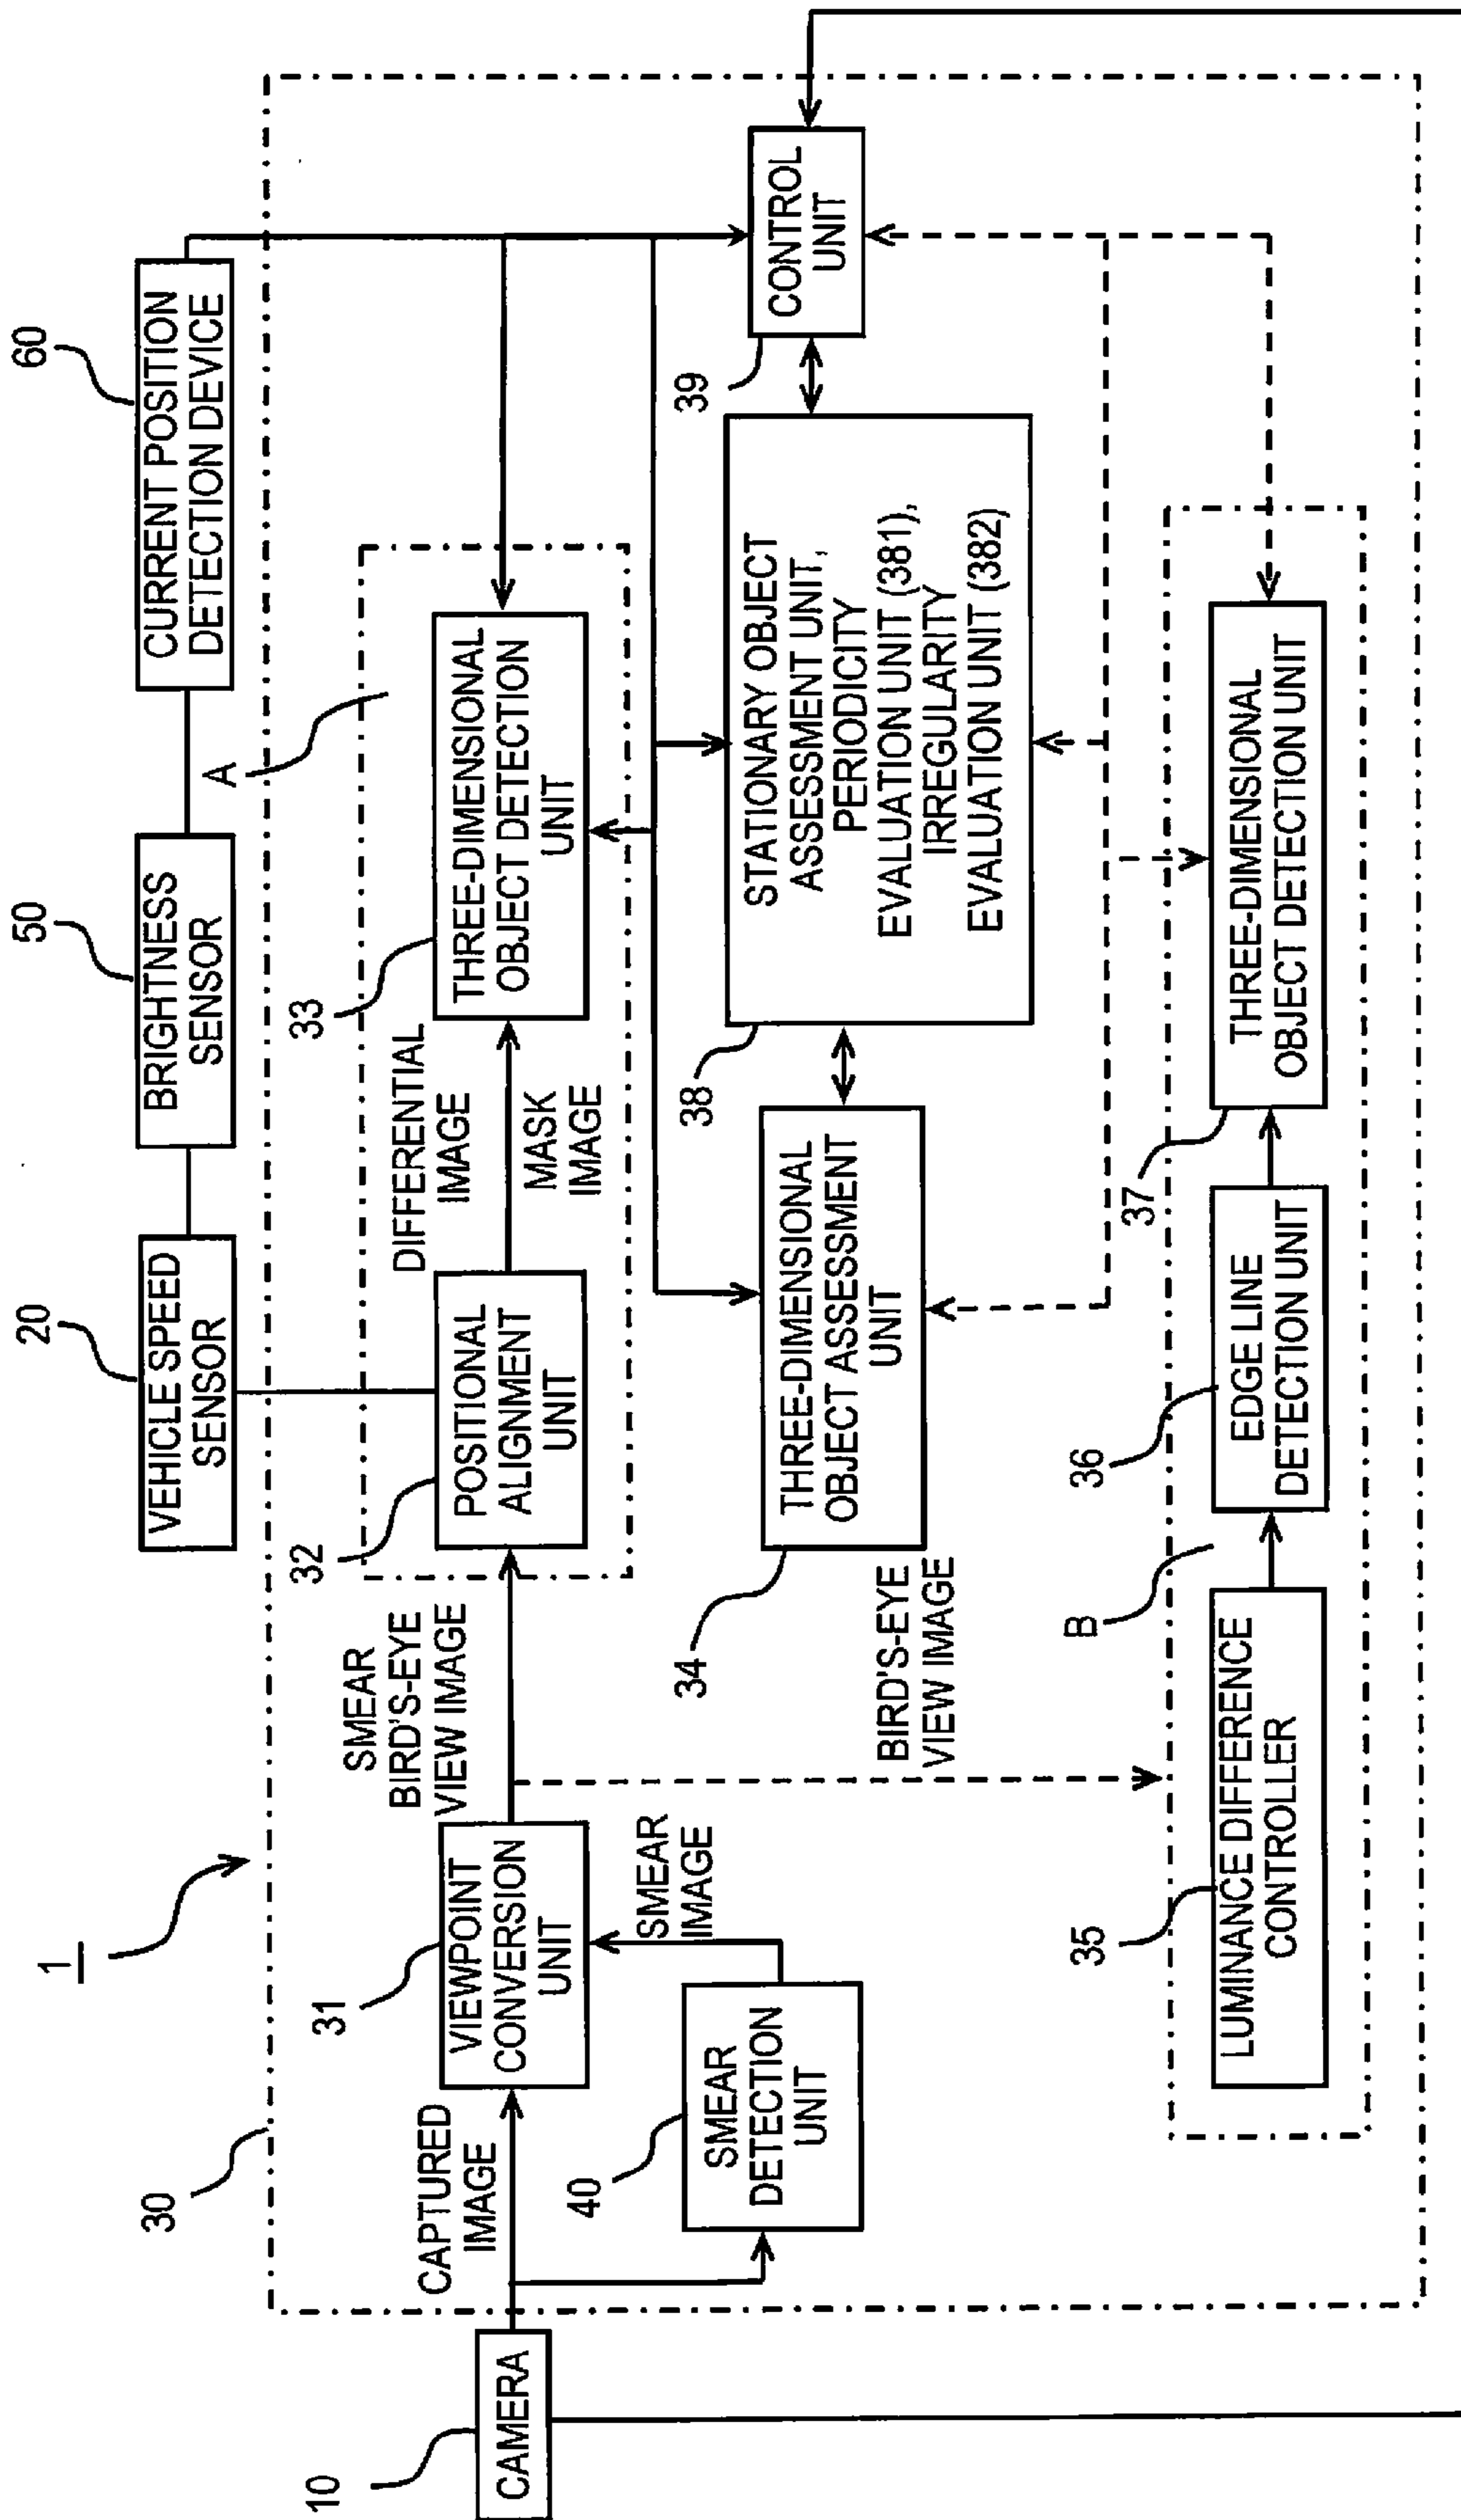 1
20
VEHICLE SPEED
SENSOR
50
BRIGHTNESS
SENSOR
60
CURRENT POSITION
DETECTION DEVICE
30
A
10
CAMERA
CAPTURED
IMAGE
31
VIEWPOINT
CONVERSION
UNIT
SMEAR
BIRD'S-EYE
VIEW IMAGE
32
POSITIONAL
ALIGNMENT
UNIT
DIFFERENTIAL
IMAGE
MASK
IMAGE
33
THREE-DIMENSIONAL
OBJECT DETECTION
UNIT
40
SMEAR
DETECTION
UNIT
SMEAR
IMAGE
34
THREE-DIMENSIONAL
OBJECT ASSESSMENT
UNIT
38
STATIONARY OBJECT
ASSESSMENT UNIT,
PERIODICITY
EVALUATION UNIT (381),
IRREGULARITY
EVALUATION UNIT (382)
39
CONTROL
UNIT
BIRD'S-EYE
VIEW IMAGE
B
35
LUMINANCE DIFFERENCE
CONTROLLER
36
EDGE LINE
DETECTION UNIT
37
THREE-DIMENSIONAL
OBJECT DETECTION UNIT